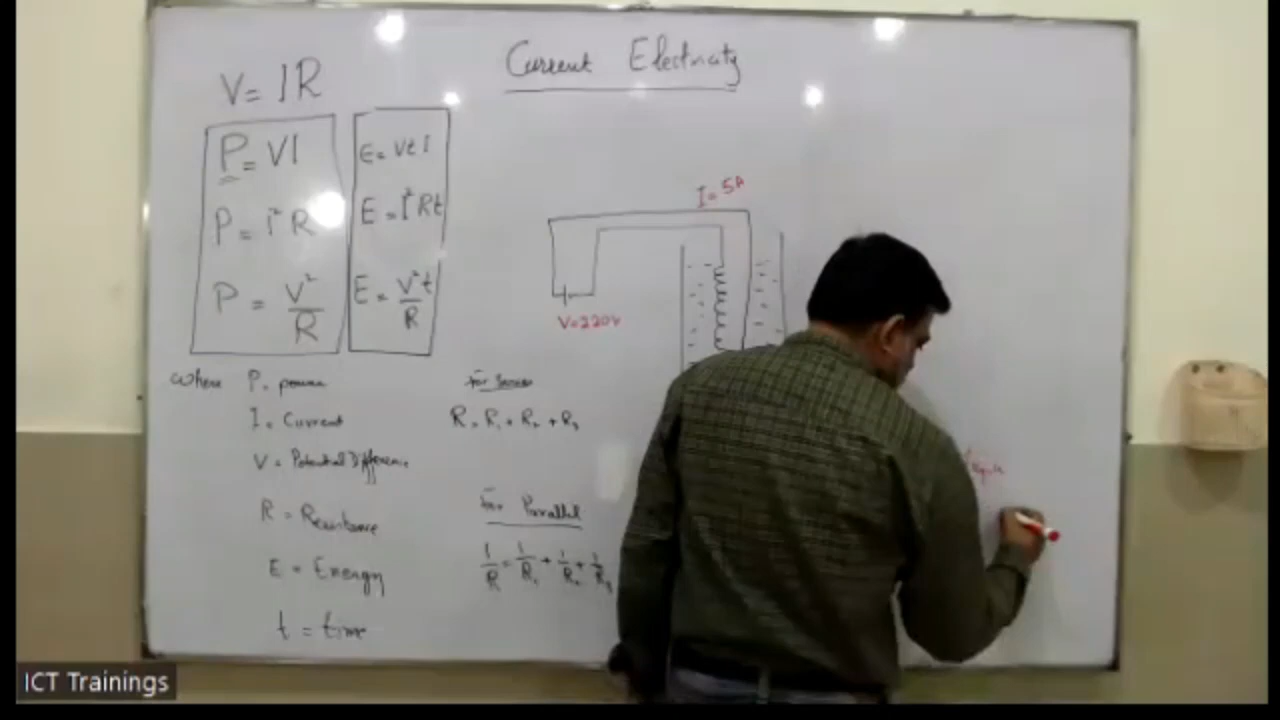 Current Electricity
V = IR
P = VI
P = I²R
P = V²/R
E = VtI
E = I²Rt
E = V²t/R
I = 5A
V=220V
Where P = power
I = Current
V = Potential Difference
R = Resistance
E = Energy
t = time
For Series
R = R₁ + R₂ + R₃
For Parallel
1/R = 1/R₁ + 1/R₂ + 1/R₃
ICT Trainings